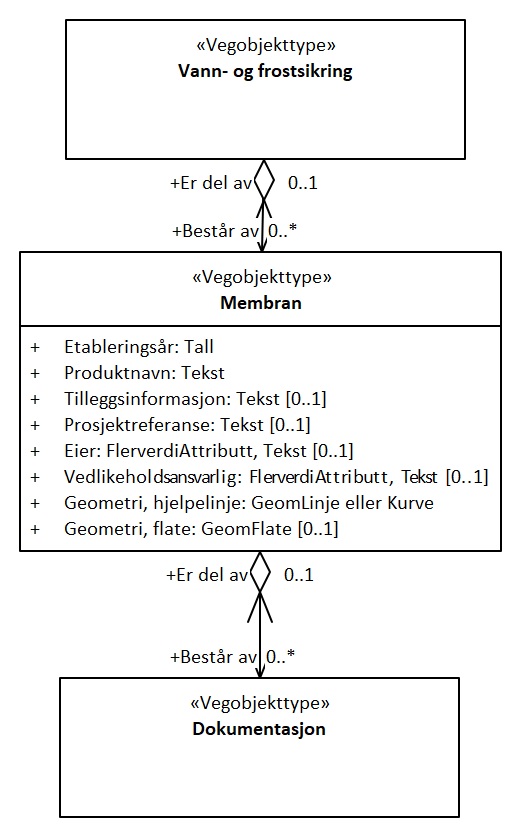 «Vegobjekttype»
Vann- og frostsikring
+Er del av 0..1
+Består av 0..*
«Vegobjekttype»
Membran
+ Etableringsår: Tall
+ Produktnavn: Tekst
+ Tilleggsinformasjon: Tekst [0..1]
+ Prosjektreferanse: Tekst [0..1]
+ Eier: FlerverdiAttributt, Tekst [0..1]
+ Vedlikeholdsansvarlig: FlerverdiAttributt, Tekst [0..1]
+ Geometri, hjelpelinje: GeomLinje eller Kurve
+ Geometri, flate: GeomFlate [0..1]
+Er del av 0..1
+Består av 0..*
«Vegobjekttype»
Dokumentasjon